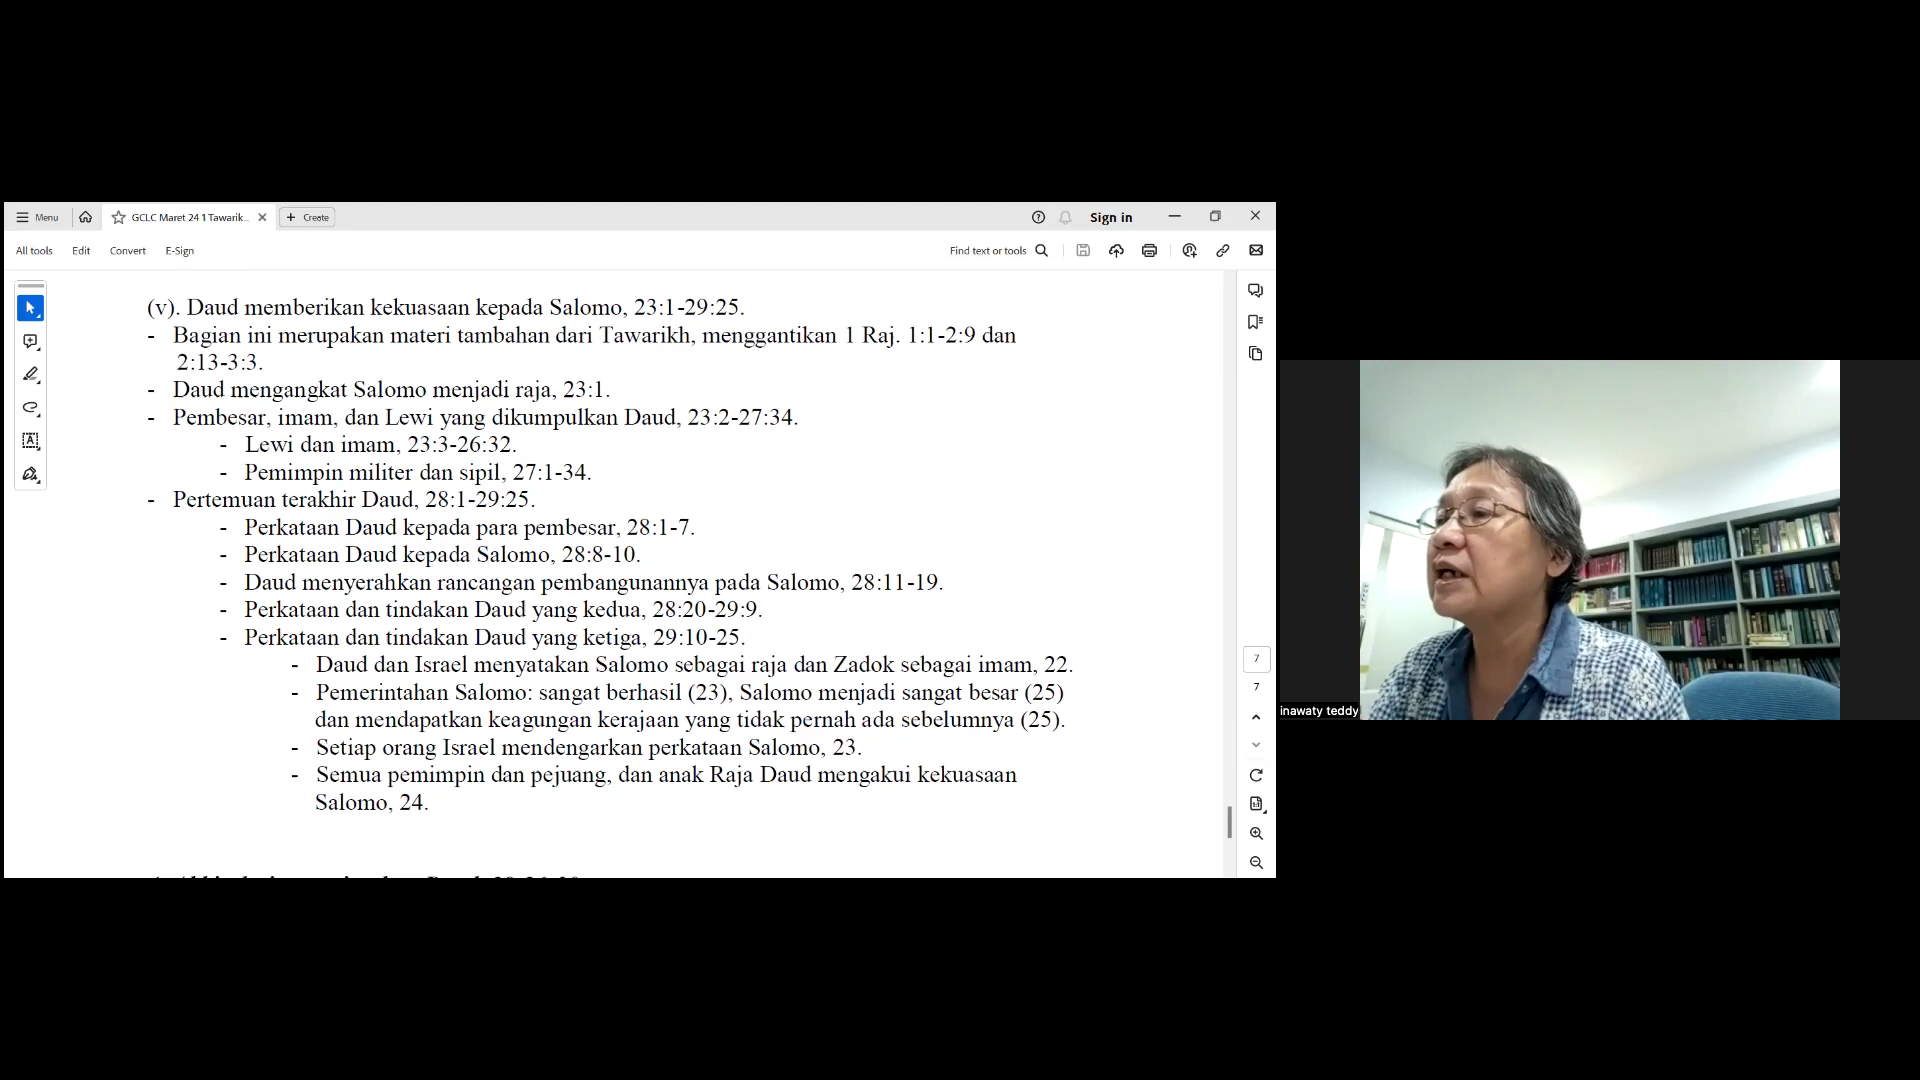 Menu
GCLC Maret 24 1 Tawarik...
Create
Sign in
All tools
Edit
Convert
E-Sign
Find text or tools
(v). Daud memberikan kekuasaan kepada Salomo, 23:1-29:25.
- Bagian ini merupakan materi tambahan dari Tawarikh, menggantikan 1 Raj. 1:1-2:9 dan
2:13-3:3.
- Daud mengangkat Salomo menjadi raja, 23:1.
- Pembesar, imam, dan Lewi yang dikumpulkan Daud, 23:2-27:34.
- Lewi dan imam, 23:3-26:32.
- Pemimpin militer dan sipil, 27:1-34.
- Pertemuan terakhir Daud, 28:1-29:25.
- Perkataan Daud kepada para pembesar, 28:1-7.
- Perkataan Daud kepada Salomo, 28:8-10.
- Daud menyerahkan rancangan pembangunannya pada Salomo, 28:11-19.
- Perkataan dan tindakan Daud yang kedua, 28:20-29:9.
- Perkataan dan tindakan Daud yang ketiga, 29:10-25.
- Daud dan Israel menyatakan Salomo sebagai raja dan Zadok sebagai imam, 22.
- Pemerintahan Salomo: sangat berhasil (23), Salomo menjadi sangat besar (25)
dan mendapatkan keagungan kerajaan yang tidak pernah ada sebelumnya (25).
- Setiap orang Israel mendengarkan perkataan Salomo, 23.
- Semua pemimpin dan pejuang, dan anak Raja Daud mengakui kekuasaan
Salomo, 24.
7
7
inawaty teddy